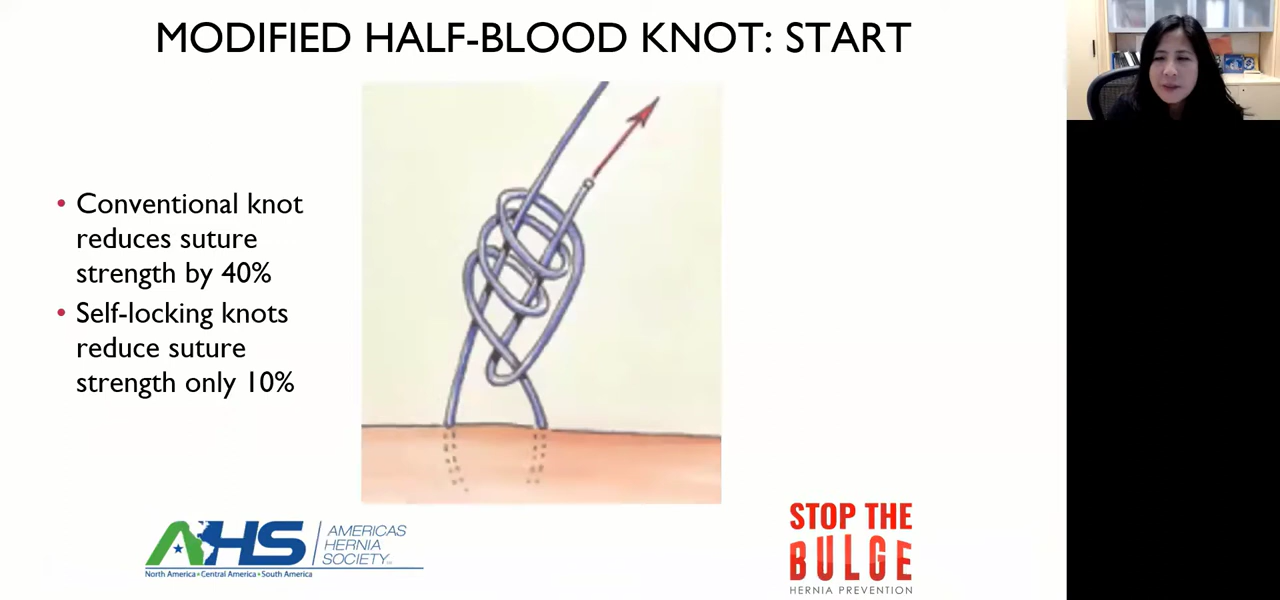 MODIFIED HALF-BLOOD KNOT: START
• Conventional knot
reduces suture
strength by 40%
• Self-locking knots
reduce suture
strength only 10%
AHS
AMERICAS
HERNIA
SOCIETY
North America • Central America • South America
STOP THE
BULGE
HERNIA PREVENTION